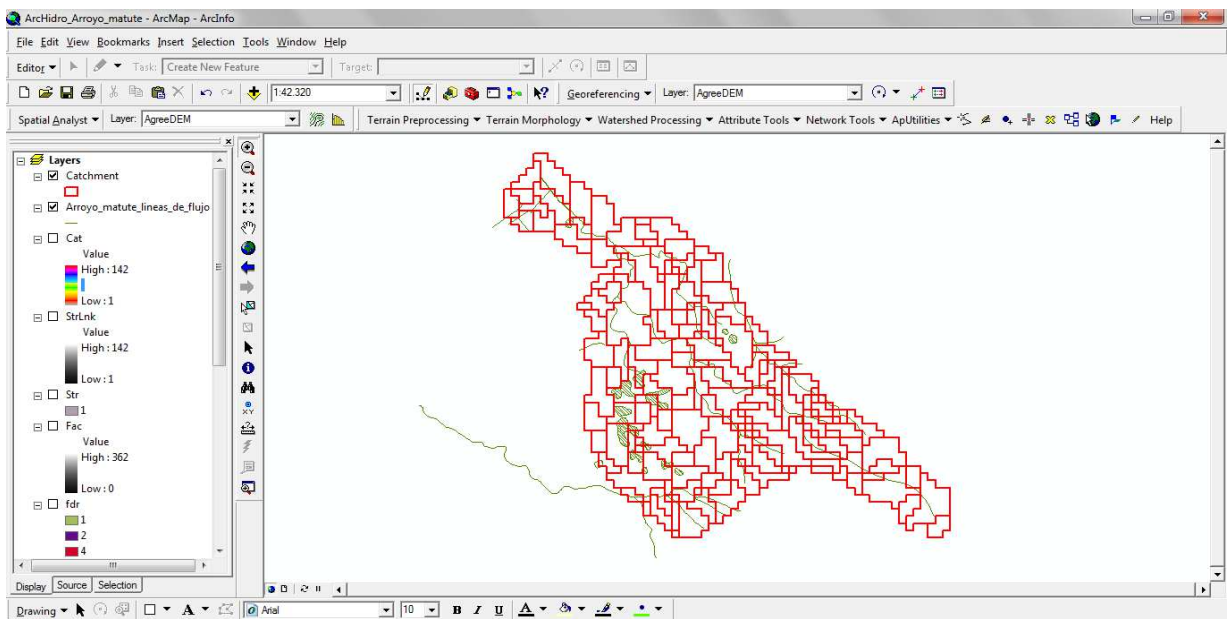 ArcHidro_Arroyo_matute - ArcMap - ArcInfo
File Edit View Bookmarks Insert Selection Tools Window Help
Editor Task: Create New Feature Target:
1:42.320 Georeferencing Layer: AgreeDEM
Spatial Analyst Layer: AgreeDEM Terrain Preprocessing Terrain Morphology Watershed Processing Attribute Tools Network Tools ApUtilities Help
Layers
Catchment
Arroyo_matute_lineas_de_flujo
Cat
Value
High : 142
Low : 1
StrLnk
Value
High : 142
Low : 1
Str
1
Fac
Value
High : 362
Low : 0
fdr
1
2
4
XY
Display Source Selection
Drawing A Arial 10 B I U A